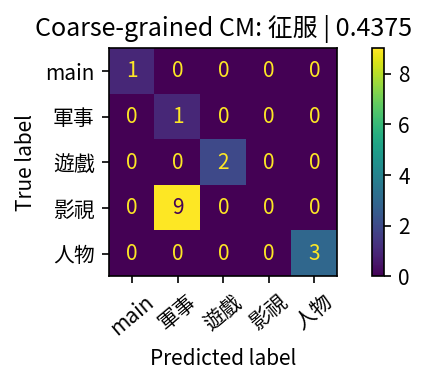 Coarse-grained CM: 征服 | 0.4375
True label
main 1 0 0 0 0
軍事 0 1 0 0 0
遊戲 0 0 2 0 0
影視 0 9 0 0 0
人物 0 0 0 0 3
main 軍事 遊戲 影視 人物
Predicted label
8
6
4
2
0